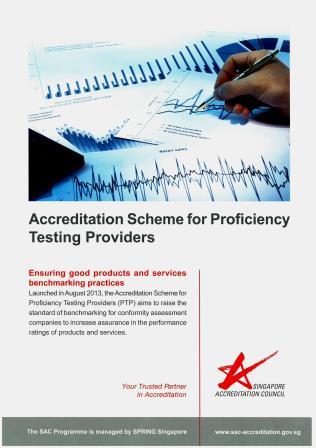 Retail sales
Accreditation Scheme for Proficiency
Testing Providers
Ensuring good products and services
benchmarking practices
Launched in August 2013, the Accreditation Scheme for
Proficiency Testing Providers (PTP) aims to raise the
standard of benchmarking for conformity assessment
companies to increase assurance in the performance
ratings of products and services.
Your Trusted Partner
in Accreditation
SINGAPORE
ACCREDITATION COUNCIL
The SAC Programme is managed by SPRING Singapore
www.sac-accreditation.gov.sg